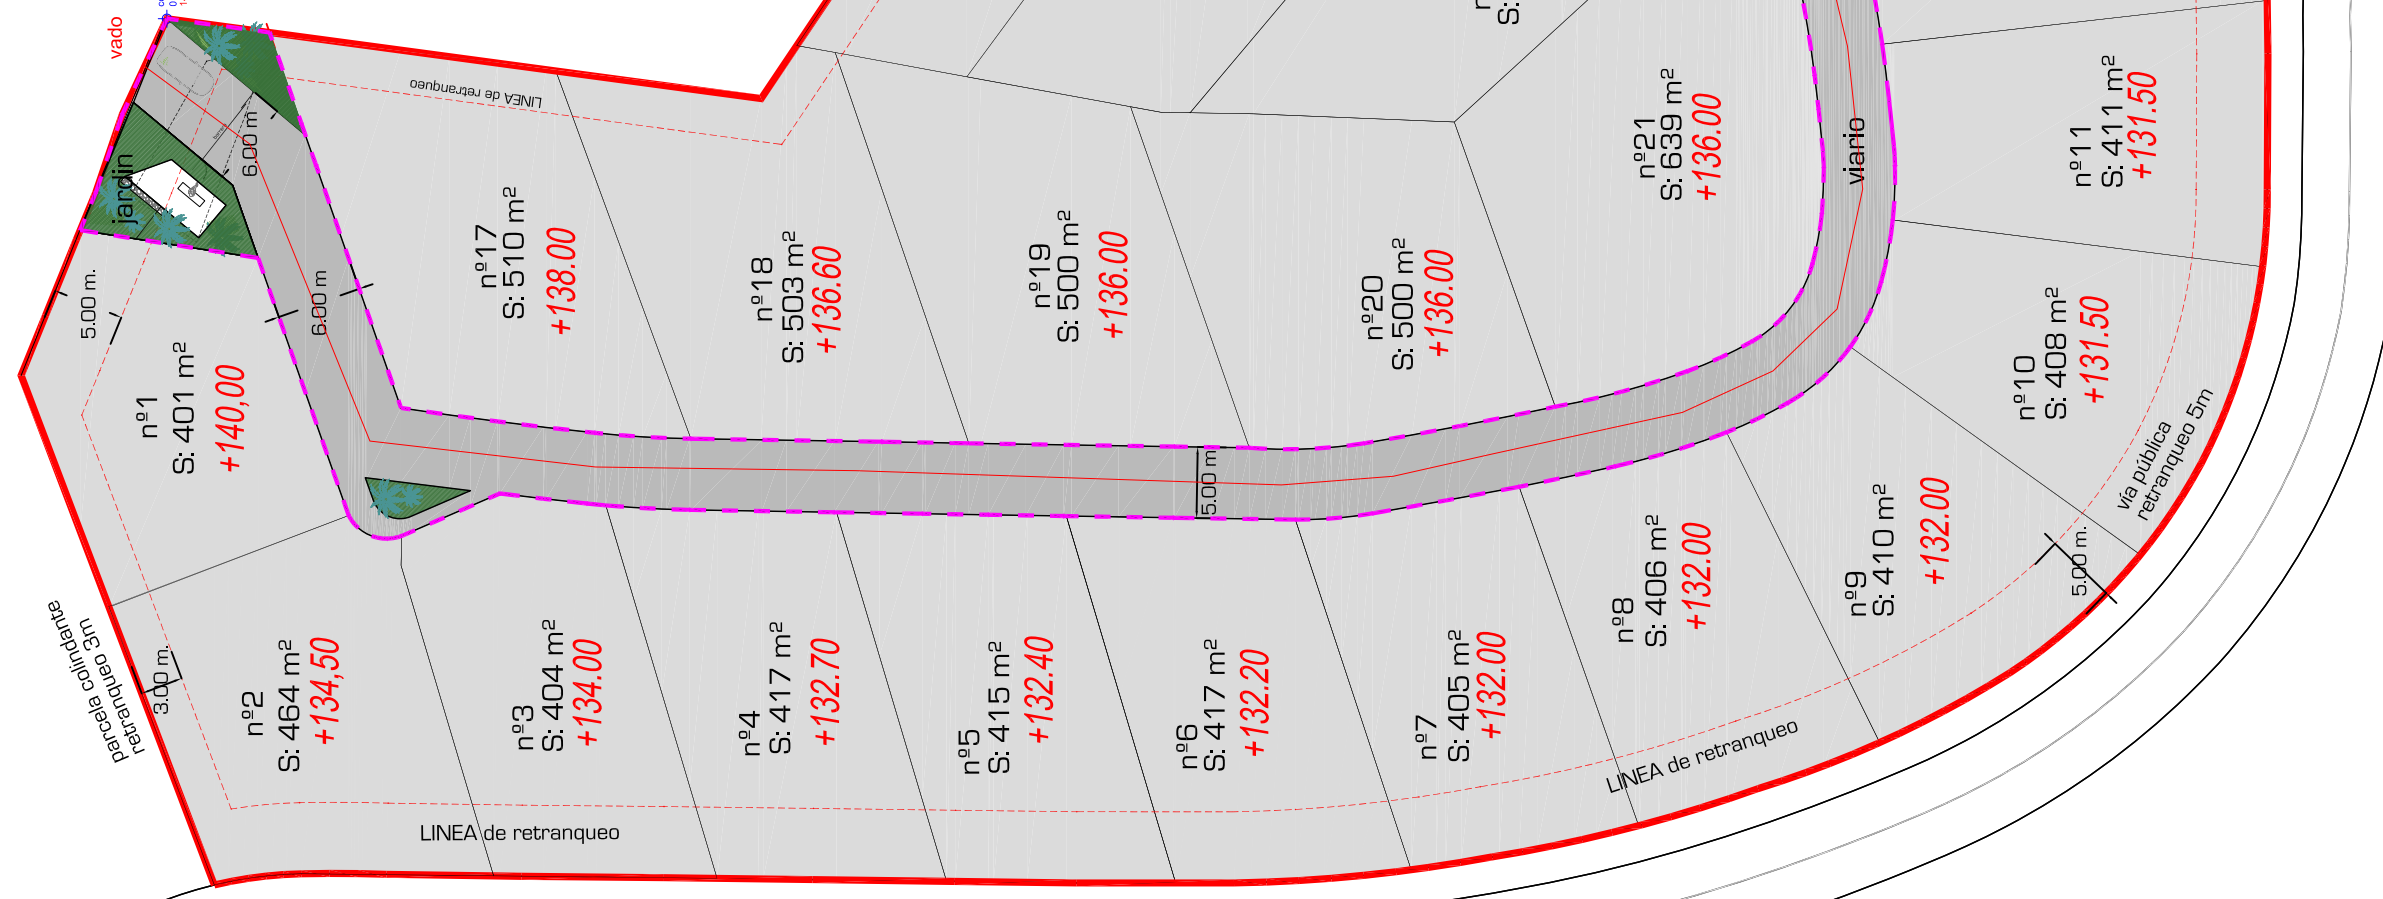 vado
jardin
6.00 m
LINEA de retranqueo
5.00 m.
6.00 m
nº1
S: 401 m²
+140,00
nº17
S: 510 m²
+138.00
nº18
S: 503 m²
+136.60
nº19
S: 500 m²
+136.00
nº20
S: 500 m²
+136.00
nº21
S: 639 m²
+136.00
S:
viario
nº11
S: 411 m²
+131.50
nº10
S: 408 m²
+131.50
vía pública
retranqueo 5m
5.00 m.
5.00 m
parcela colindante
retranqueo 3m
3.00 m.
nº2
S: 464 m²
+134,50
nº3
S: 404 m²
+134.00
nº4
S: 417 m²
+132.70
nº5
S: 415 m²
+132.40
nº6
S: 417 m²
+132.20
nº7
S: 405 m²
+132.00
nº8
S: 406 m²
+132.00
nº9
S: 410 m²
+132.00
LINEA de retranqueo
LINEA de retranqueo